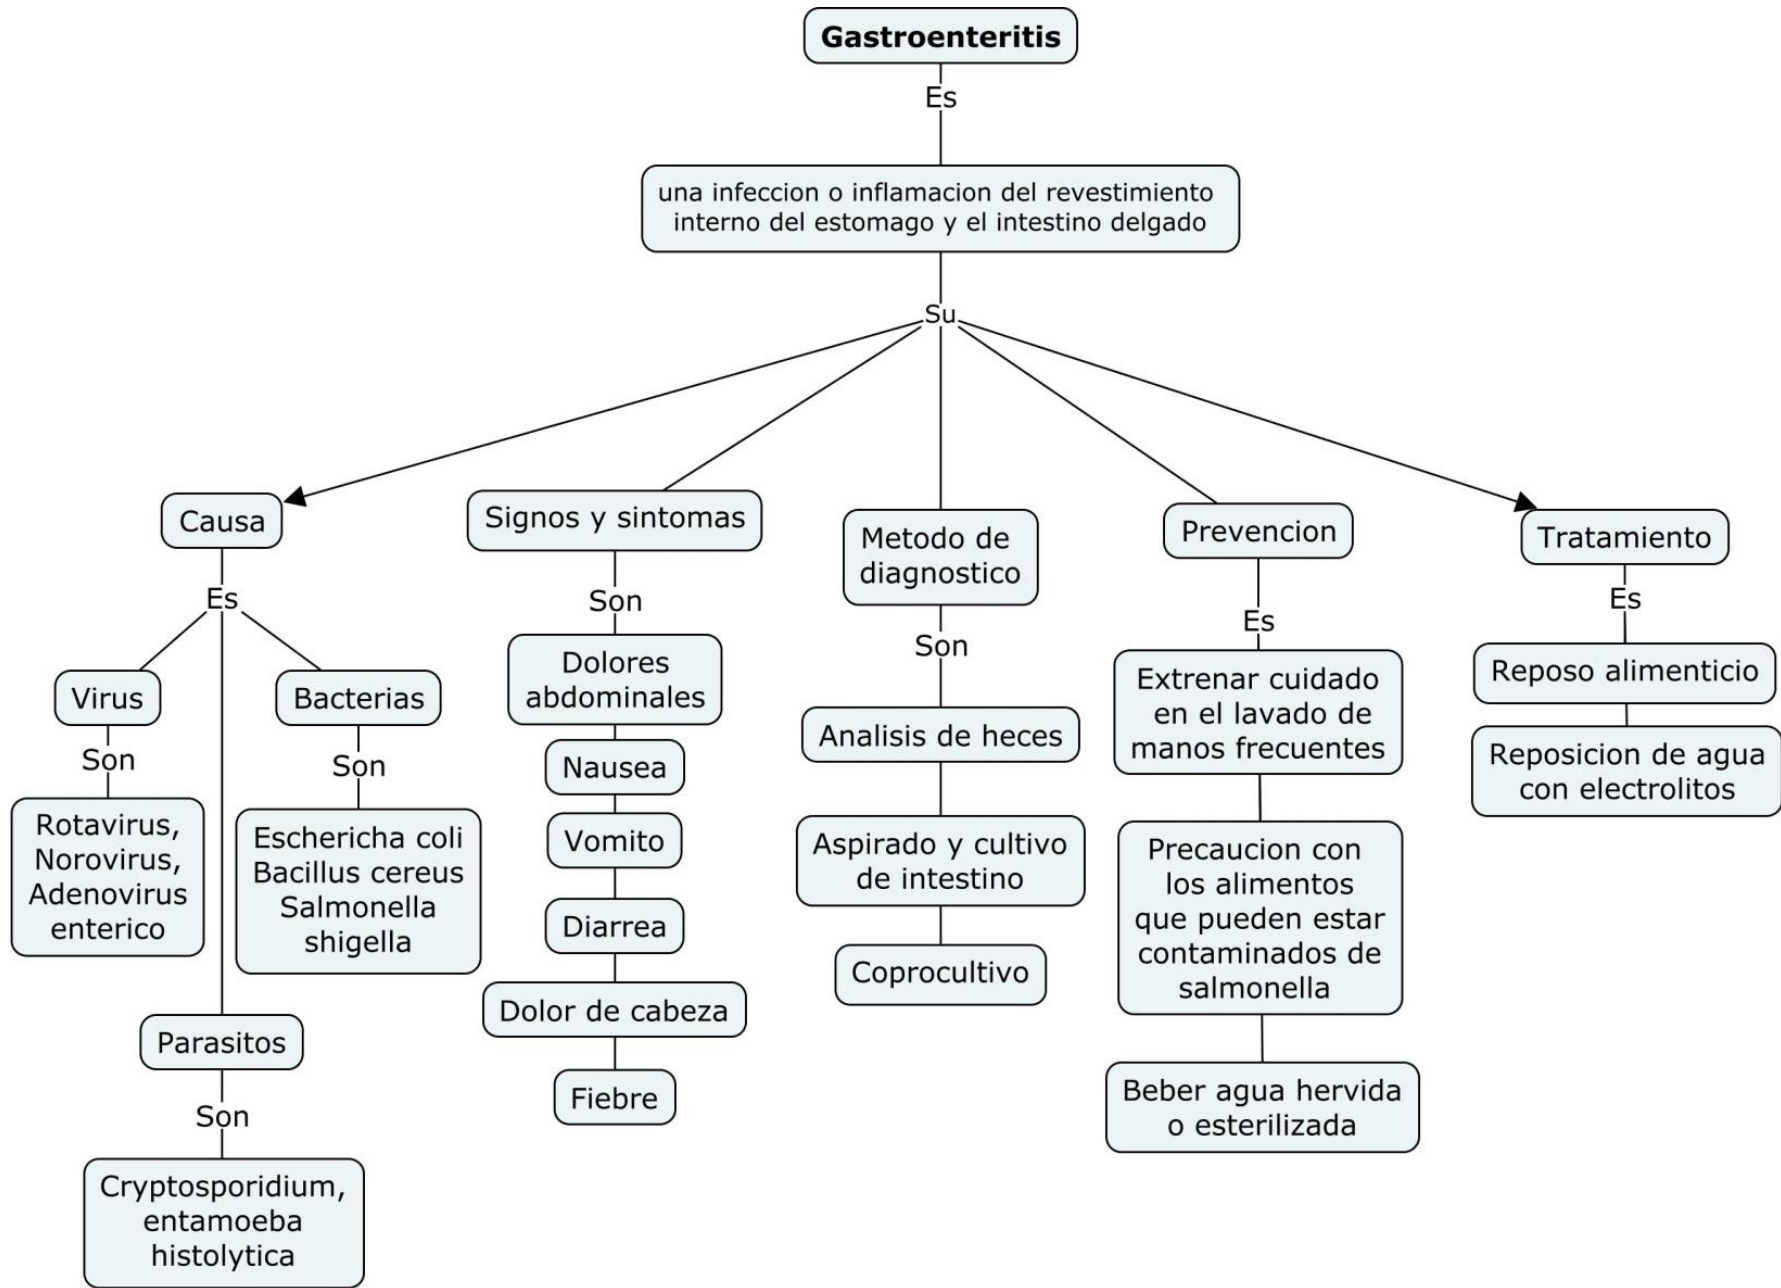 Gastroenteritis
Es
una infeccion o inflamacion del revestimiento
interno del estomago y el intestino delgado
Su
Causa
Es
Virus
Son
Rotavirus,
Norovirus,
Adenovirus
enterico
Bacterias
Son
Eschericha coli
Bacillus cereus
Salmonella
shigella
Parasitos
Son
Cryptosporidium,
entamoeba
histolytica
Signos y sintomas
Son
Dolores
abdominales
Nausea
Vomito
Diarrea
Dolor de cabeza
Fiebre
Metodo de
diagnostico
Son
Analisis de heces
Aspirado y cultivo
de intestino
Coprocultivo
Prevencion
Es
Extrenar cuidado
en el lavado de
manos frecuentes
Precaucion con
los alimentos
que pueden estar
contaminados de
salmonella
Beber agua hervida
o esterilizada
Tratamiento
Es
Reposo alimenticio
Reposicion de agua
con electrolitos